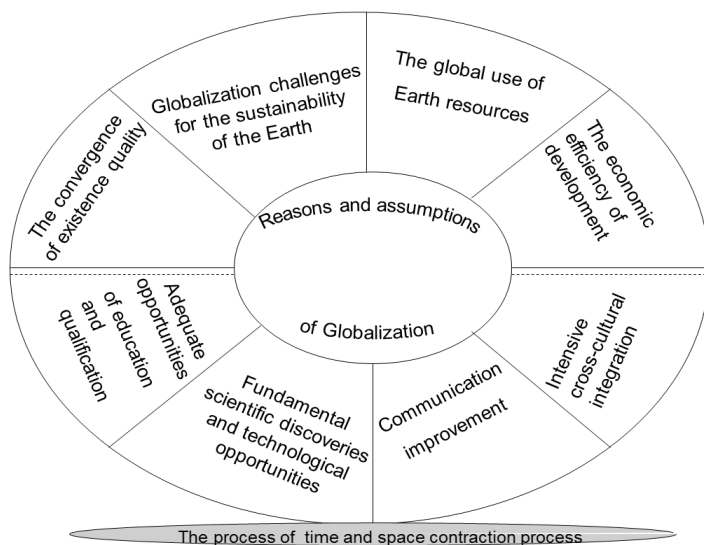 Globalization challenges
for the sustainability
of the Earth
The global use of
Earth resources
The convergence
of existence quality
The economic
efficiency of
development
Reasons and assumptions
of Globalization
Adequate
opportunities
of education
and
qualification
Fundamental
scientific discoveries
and technological
opportunities
Communication
improvement
Intensive
cross-cultural
integration
The process of time and space contraction process